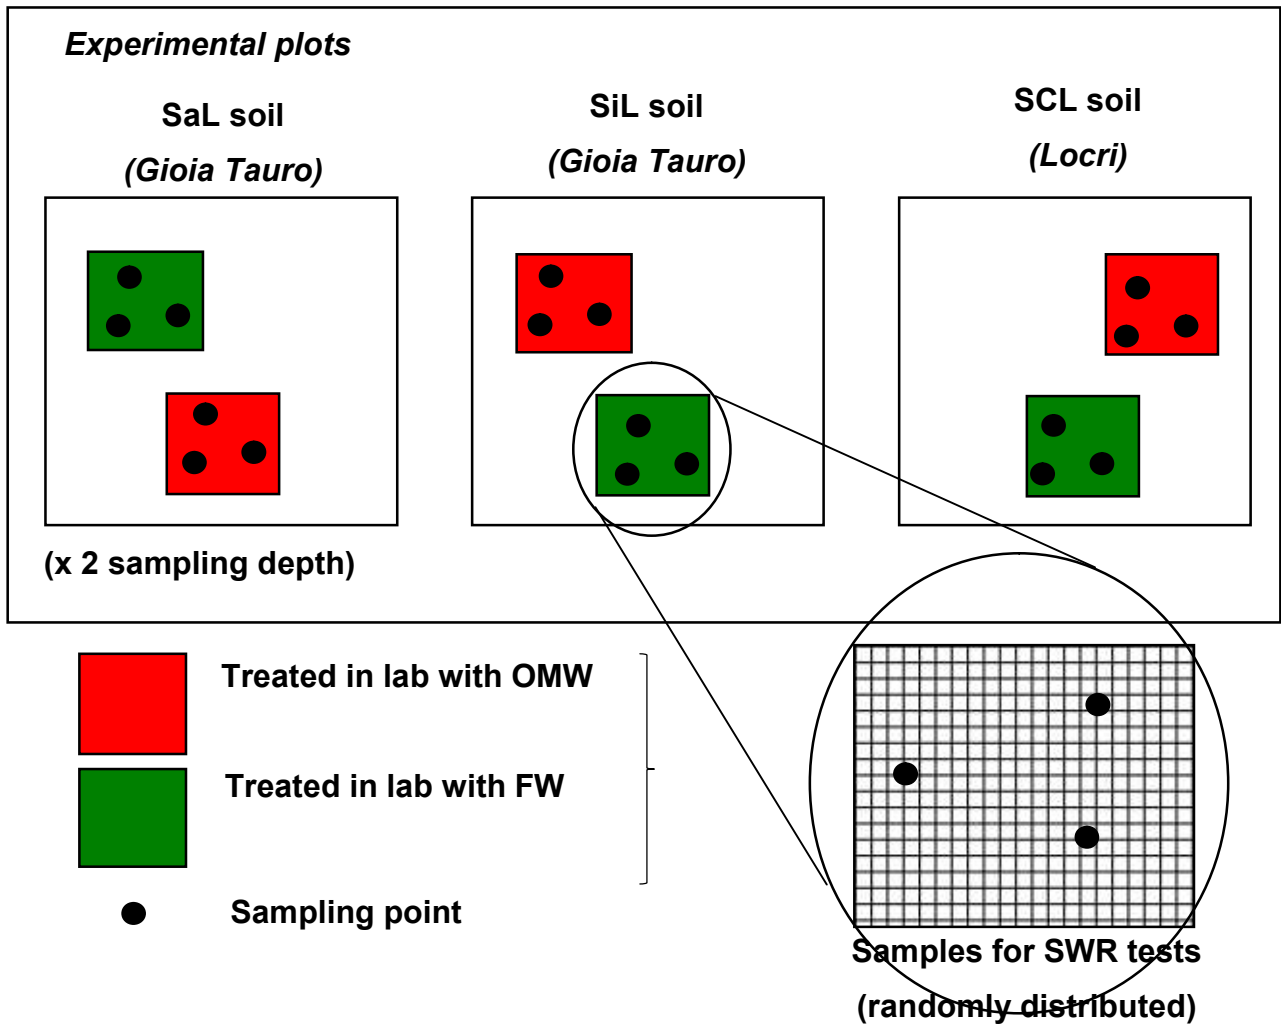 Experimental plots
SaL soil
(Gioia Tauro)
SiL soil
(Gioia Tauro)
SCL soil
(Locri)
(x 2 sampling depth)
Treated in lab with OMW
Treated in lab with FW
Sampling point
Samples for SWR tests
(randomly distributed)